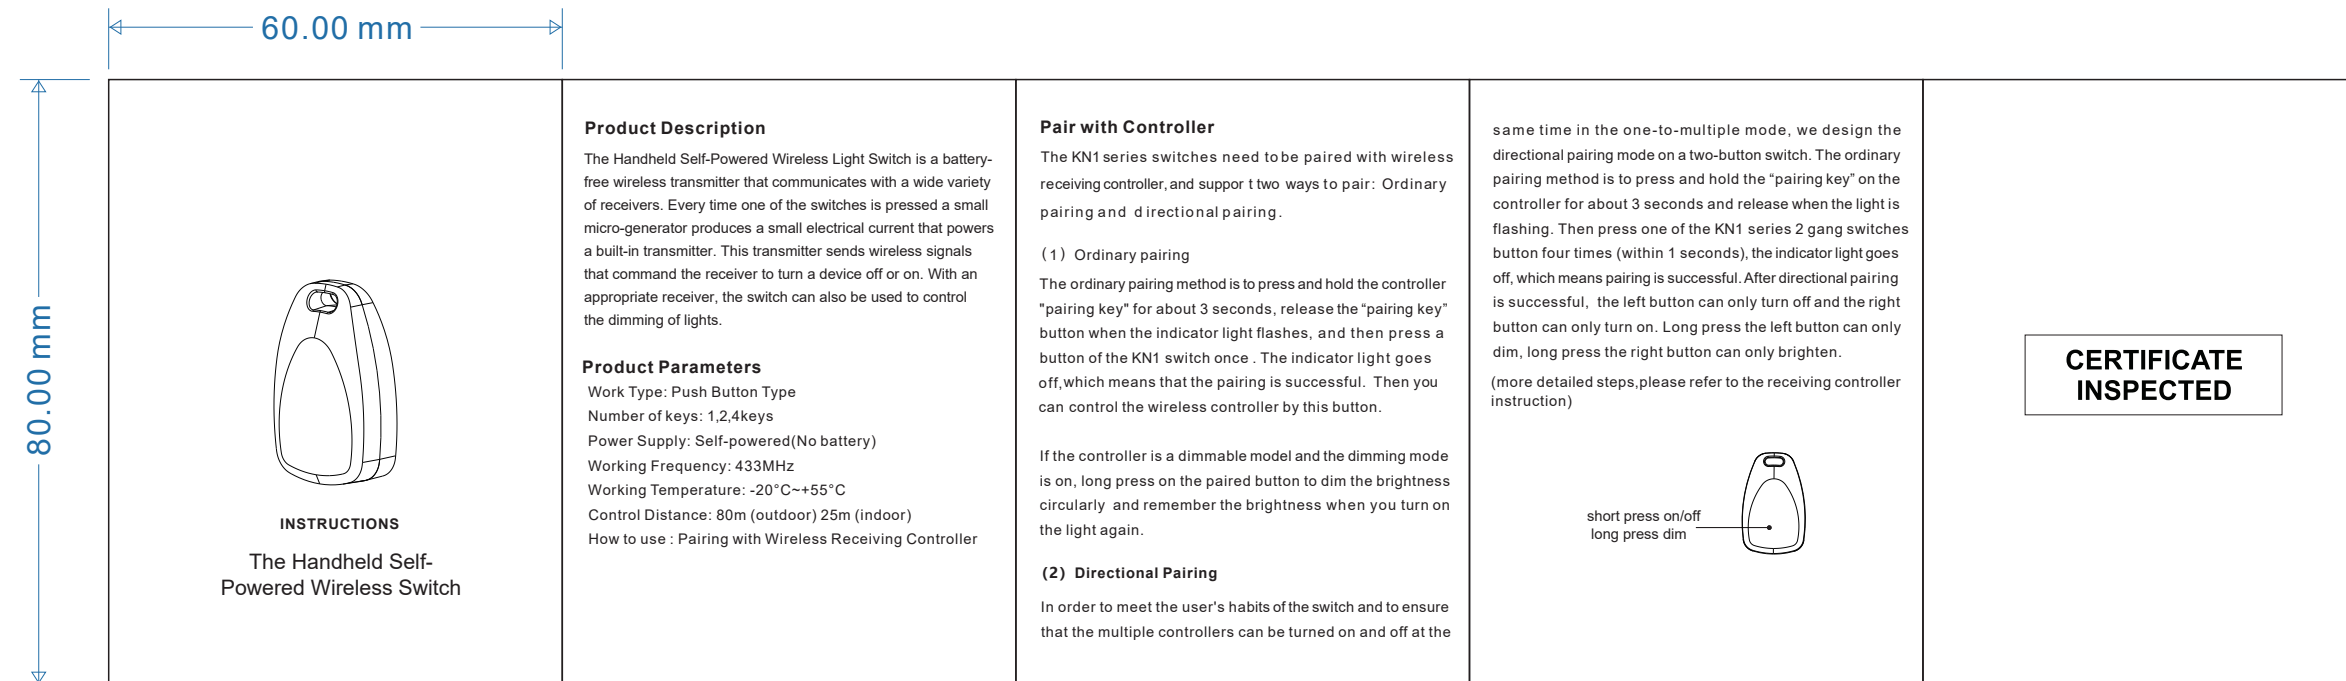 60.00 mm
80.00 mm
INSTRUCTIONS
The Handheld Self-
Powered Wireless Switch
Product Description
The Handheld Self-Powered Wireless Light Switch is a battery-
free wireless transmitter that communicates with a wide variety
of receivers. Every time one of the switches is pressed a small
micro-generator produces a small electrical current that powers
a built-in transmitter. This transmitter sends wireless signals
that command the receiver to turn a device off or on. With an
appropriate receiver, the switch can also be used to control
the dimming of lights.
Product Parameters
Work Type: Push Button Type
Number of keys: 1,2,4keys
Power Supply: Self-powered(No battery)
Working Frequency: 433MHz
Working Temperature: -20°C~+55°C
Control Distance: 80m (outdoor) 25m (indoor)
How to use : Pairing with Wireless Receiving Controller
Pair with Controller
The KN1 series switches need to be paired with wireless
receiving controller, and suppor t two ways to pair: Ordinary
pairing and d irectional pairing.
(1) Ordinary pairing
The ordinary pairing method is to press and hold the controller
"pairing key" for about 3 seconds, release the “pairing key”
button when the indicator light flashes, and then press a
button of the KN1 switch once . The indicator light goes
off,which means that the pairing is successful. Then you
can control the wireless controller by this button.
If the controller is a dimmable model and the dimming mode
is on, long press on the paired button to dim the brightness
circularly and remember the brightness when you turn on
the light again.
(2) Directional Pairing
In order to meet the user's habits of the switch and to ensure
that the multiple controllers can be turned on and off at the
same time in the one-to-multiple mode, we design the
directional pairing mode on a two-button switch. The ordinary
pairing method is to press and hold the “pairing key” on the
controller for about 3 seconds and release when the light is
flashing. Then press one of the KN1 series 2 gang switches
button four times (within 1 seconds), the indicator light goes
off, which means pairing is successful. After directional pairing
is successful, the left button can only turn off and the right
button can only turn on. Long press the left button can only
dim, long press the right button can only brighten.
(more detailed steps,please refer to the receiving controller
instruction)
short press on/off
long press dim
CERTIFICATE
INSPECTED